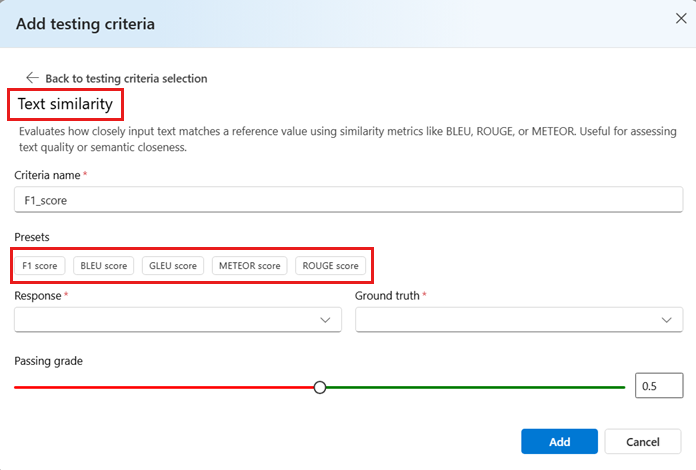 Add testing criteria
Back to testing criteria selection
Text similarity
Evaluates how closely input text matches a reference value using similarity metrics like BLEU, ROUGE, or METEOR. Useful for assessing
text quality or semantic closeness.
Criteria name *
F1_score
Presets
F1 score BLEU score GLEU score METEOR score ROUGE score
Response * Ground truth *
Passing grade
0.5
Add Cancel